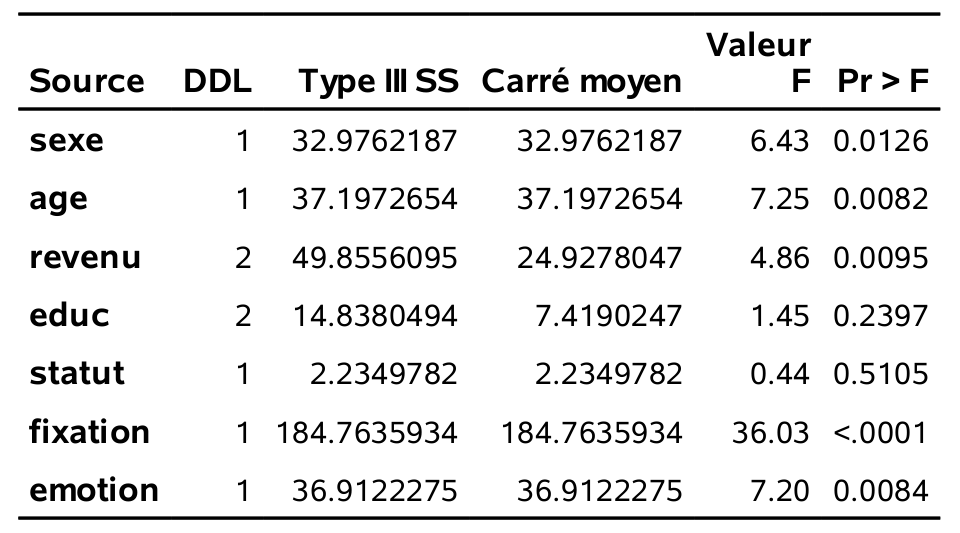 Source DDL Type III SS Carré moyen Valeur F Pr > F
sexe 1 32.9762187 32.9762187 6.43 0.0126
age 1 37.1972654 37.1972654 7.25 0.0082
revenu 2 49.8556095 24.9278047 4.86 0.0095
educ 2 14.8380494 7.4190247 1.45 0.2397
statut 1 2.2349782 2.2349782 0.44 0.5105
fixation 1 184.7635934 184.7635934 36.03 <.0001
emotion 1 36.9122275 36.9122275 7.20 0.0084